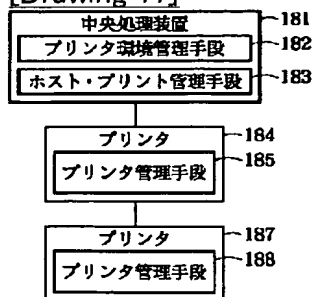 [Drawing 11]
中央処理装置 181
プリンタ環境管理手段 182
ホスト・プリント管理手段 183
プリンタ 184
プリンタ管理手段 185
プリンタ 187
プリンタ管理手段 188